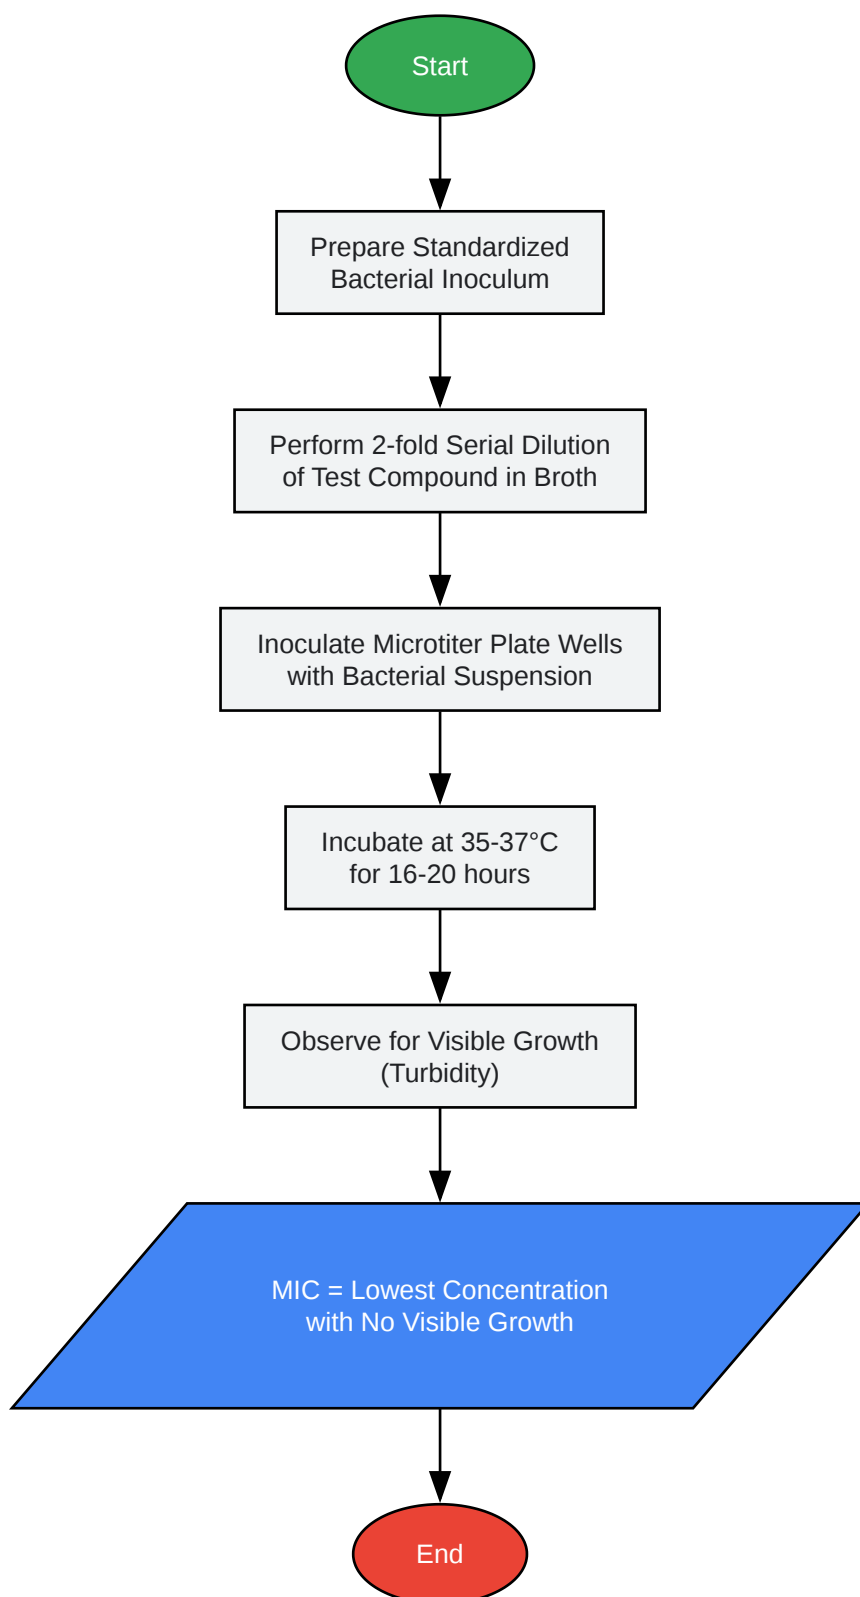 Start
Prepare Standardized
Bacterial Inoculum
Perform 2-fold Serial Dilution
of Test Compound in Broth
Inoculate Microtiter Plate Wells
with Bacterial Suspension
Incubate at 35-37°C
for 16-20 hours
Observe for Visible Growth
(Turbidity)
MIC = Lowest Concentration
with No Visible Growth
End